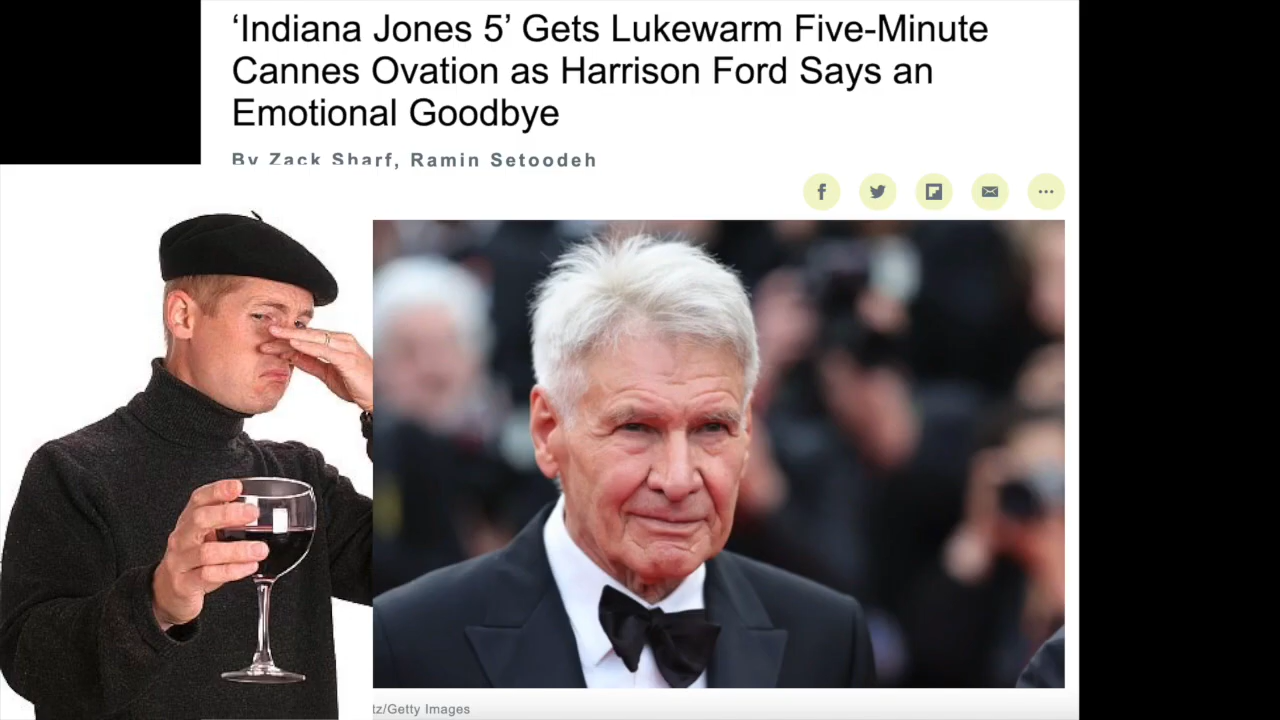 ‘Indiana Jones 5’ Gets Lukewarm Five-Minute
Cannes Ovation as Harrison Ford Says an
Emotional Goodbye
By Zack Sharf, Ramin Setoodeh
tz/Getty Images